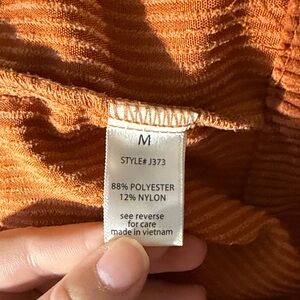 M
STYLE# J373
88% POLYESTER
12% NYLON
see reverse
for care
made in vietnam